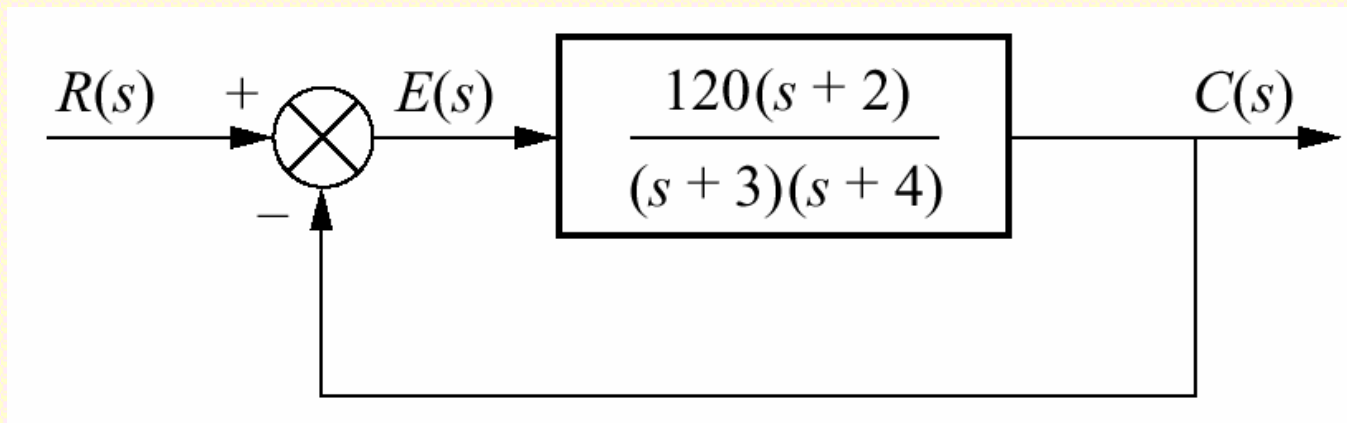 R(s) + E(s) 120(s + 2) C(s)
(s + 3)(s + 4)
−